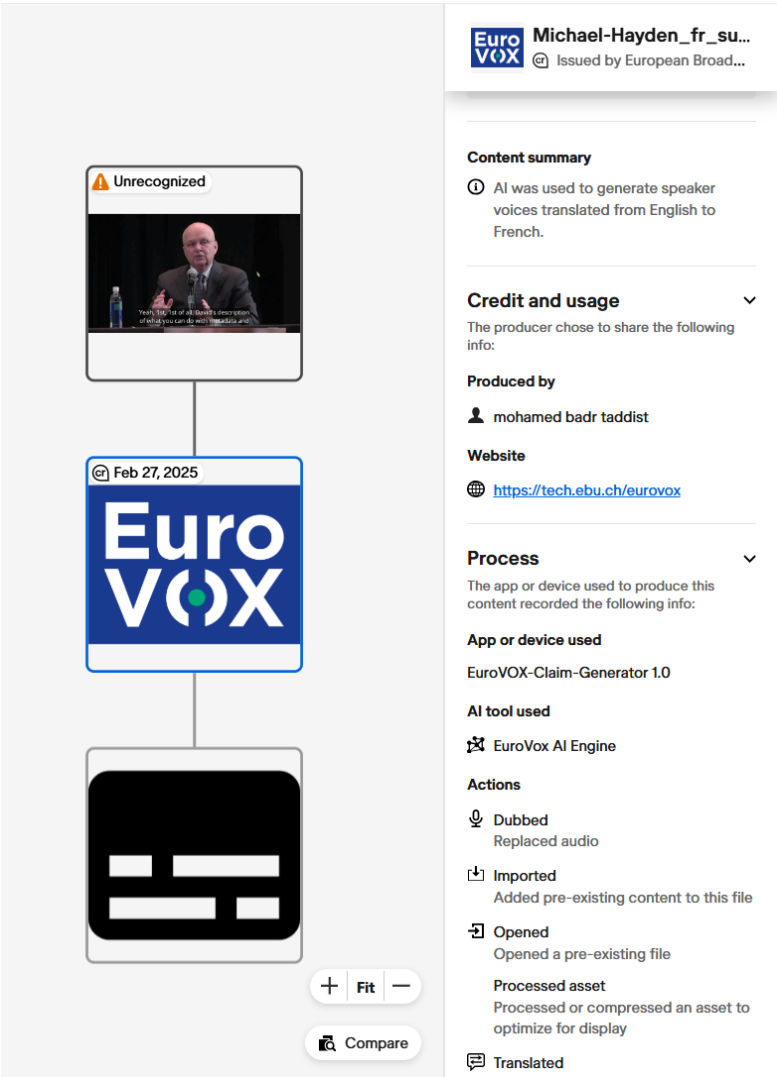 Unrecognized
Yeah, 1st, 1st of all, David's description
of what you can do with metadata and
cr Feb 27, 2025
Euro
VOX
+ Fit —
Compare
Euro
VOX
Michael-Hayden_fr_su...
cr Issued by European Broad...
Content summary
AI was used to generate speaker
voices translated from English to
French.
Credit and usage
The producer chose to share the following
info:
Produced by
mohamed badr taddist
Website
https://tech.ebu.ch/eurovox
Process
The app or device used to produce this
content recorded the following info:
App or device used
EuroVOX-Claim-Generator 1.0
AI tool used
EuroVox AI Engine
Actions
Dubbed
Replaced audio
Imported
Added pre-existing content to this file
Opened
Opened a pre-existing file
Processed asset
Processed or compressed an asset to
optimize for display
Translated